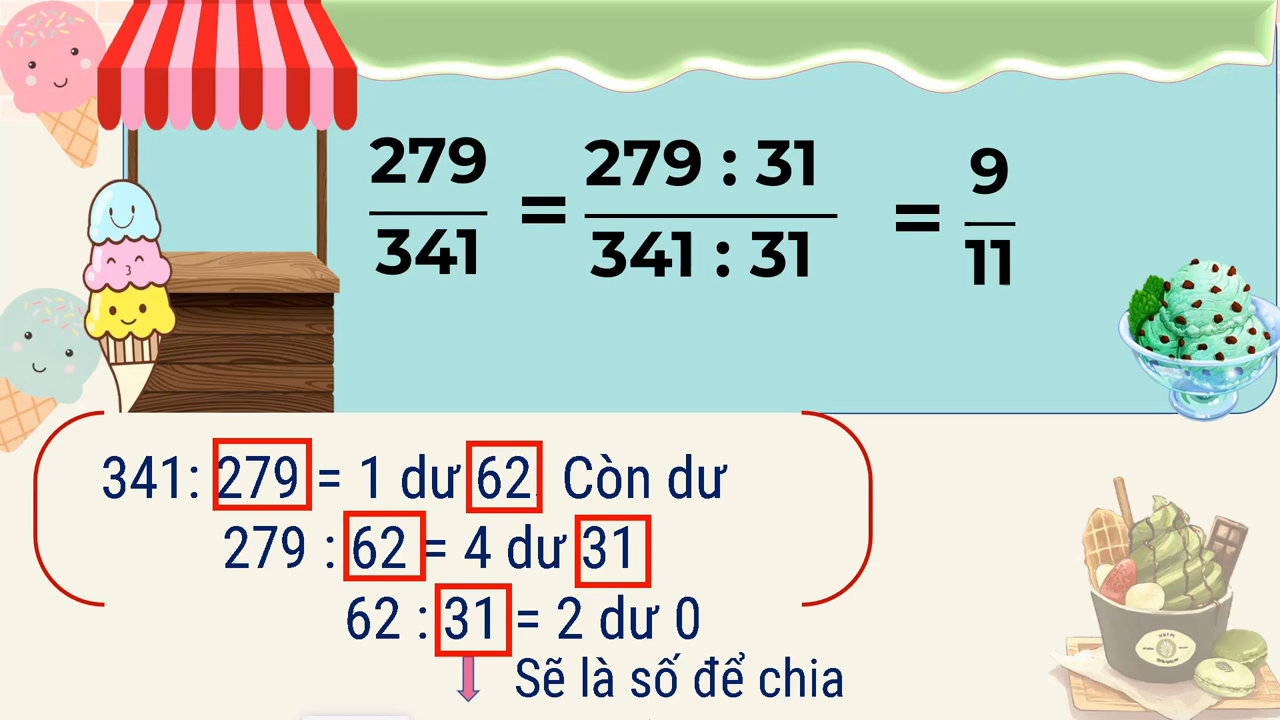 279 = 279 : 31 = 9
341 341 : 31 11
341: 279 = 1 dư 62. Còn dư
279 : 62 = 4 dư 31
62 : 31 = 2 dư 0
Sẽ là số để chia